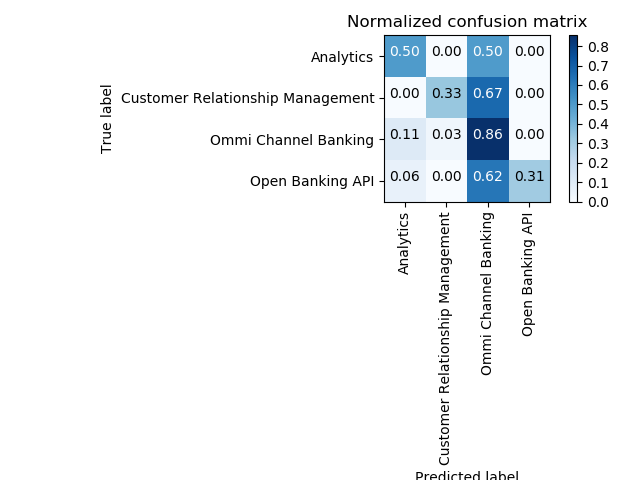 Normalized confusion matrix
True label
Analytics 0.50 0.00 0.50 0.00
Customer Relationship Management 0.00 0.33 0.67 0.00
Ommi Channel Banking 0.11 0.03 0.86 0.00
Open Banking API 0.06 0.00 0.62 0.31
Analytics
Customer Relationship Management
Ommi Channel Banking
Open Banking API
Predicted label
0.8
0.7
0.6
0.5
0.4
0.3
0.2
0.1
0.0